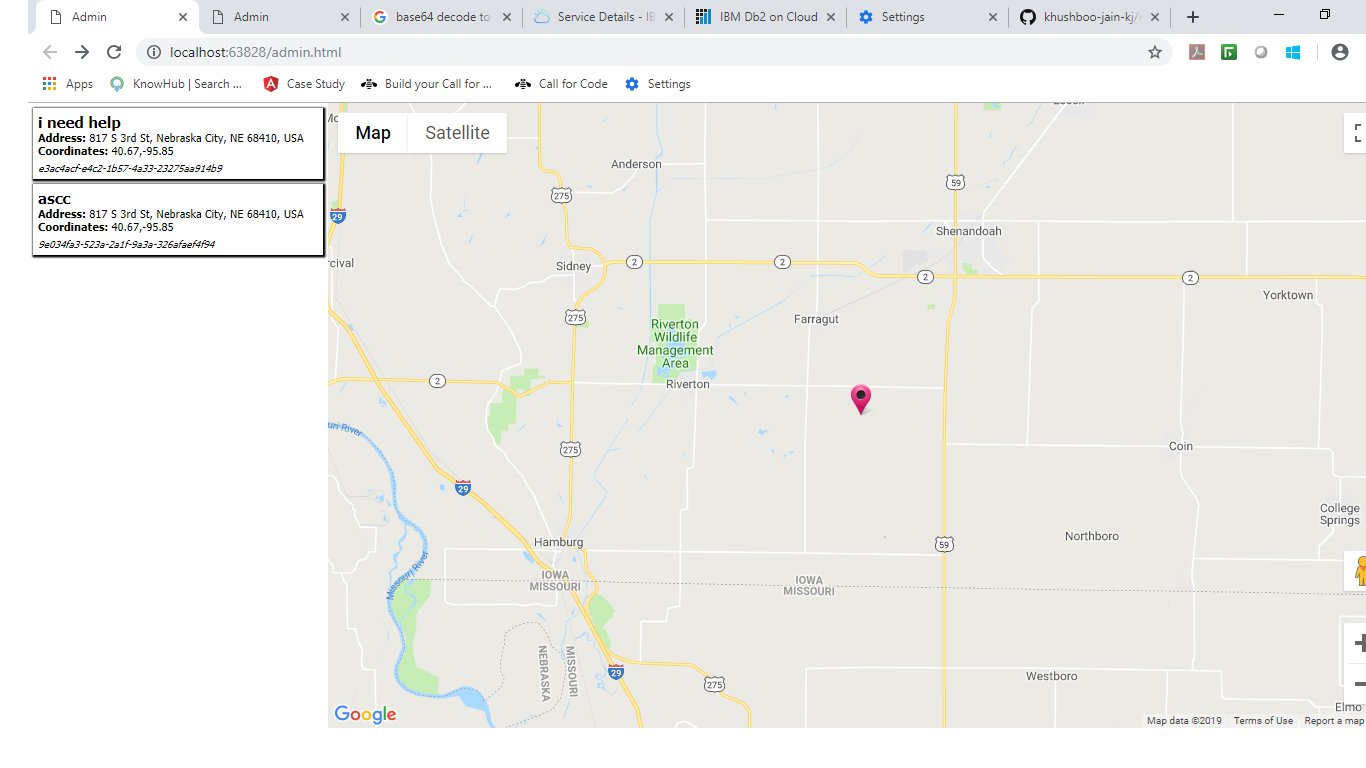 Admin
Admin
base64 decode to
Service Details - IB
IBM Db2 on Cloud
Settings
khushboo-jain-kj/
localhost:63828/admin.html
Apps
KnowHub | Search ...
Case Study
Build your Call for ...
Call for Code
Settings
i need help
Address: 817 S 3rd St, Nebraska City, NE 68410, USA
Coordinates: 40.67,-95.85
e3ac4acf-e4c2-1b57-4a33-23275aa914b9
ascc
Address: 817 S 3rd St, Nebraska City, NE 68410, USA
Coordinates: 40.67,-95.85
9e034fa3-523a-2a1f-9a3a-326afaef4f94
Map
Satellite
Anderson
59
275
29
Shenandoah
rcival
Sidney
2
2
2
2
Yorktown
275
Farragut
Riverton
Wildlife
Management
Area
2
Riverton
uri River
275
Coin
29
College
Springs
Northboro
Hamburg
59
Missouri River
IOWA
MISSOURI
IOWA
MISSOURI
NEBRASKA
MISSOURI
29
275
Westboro
Elmo
Google
Map data ©2019
Terms of Use
Report a map